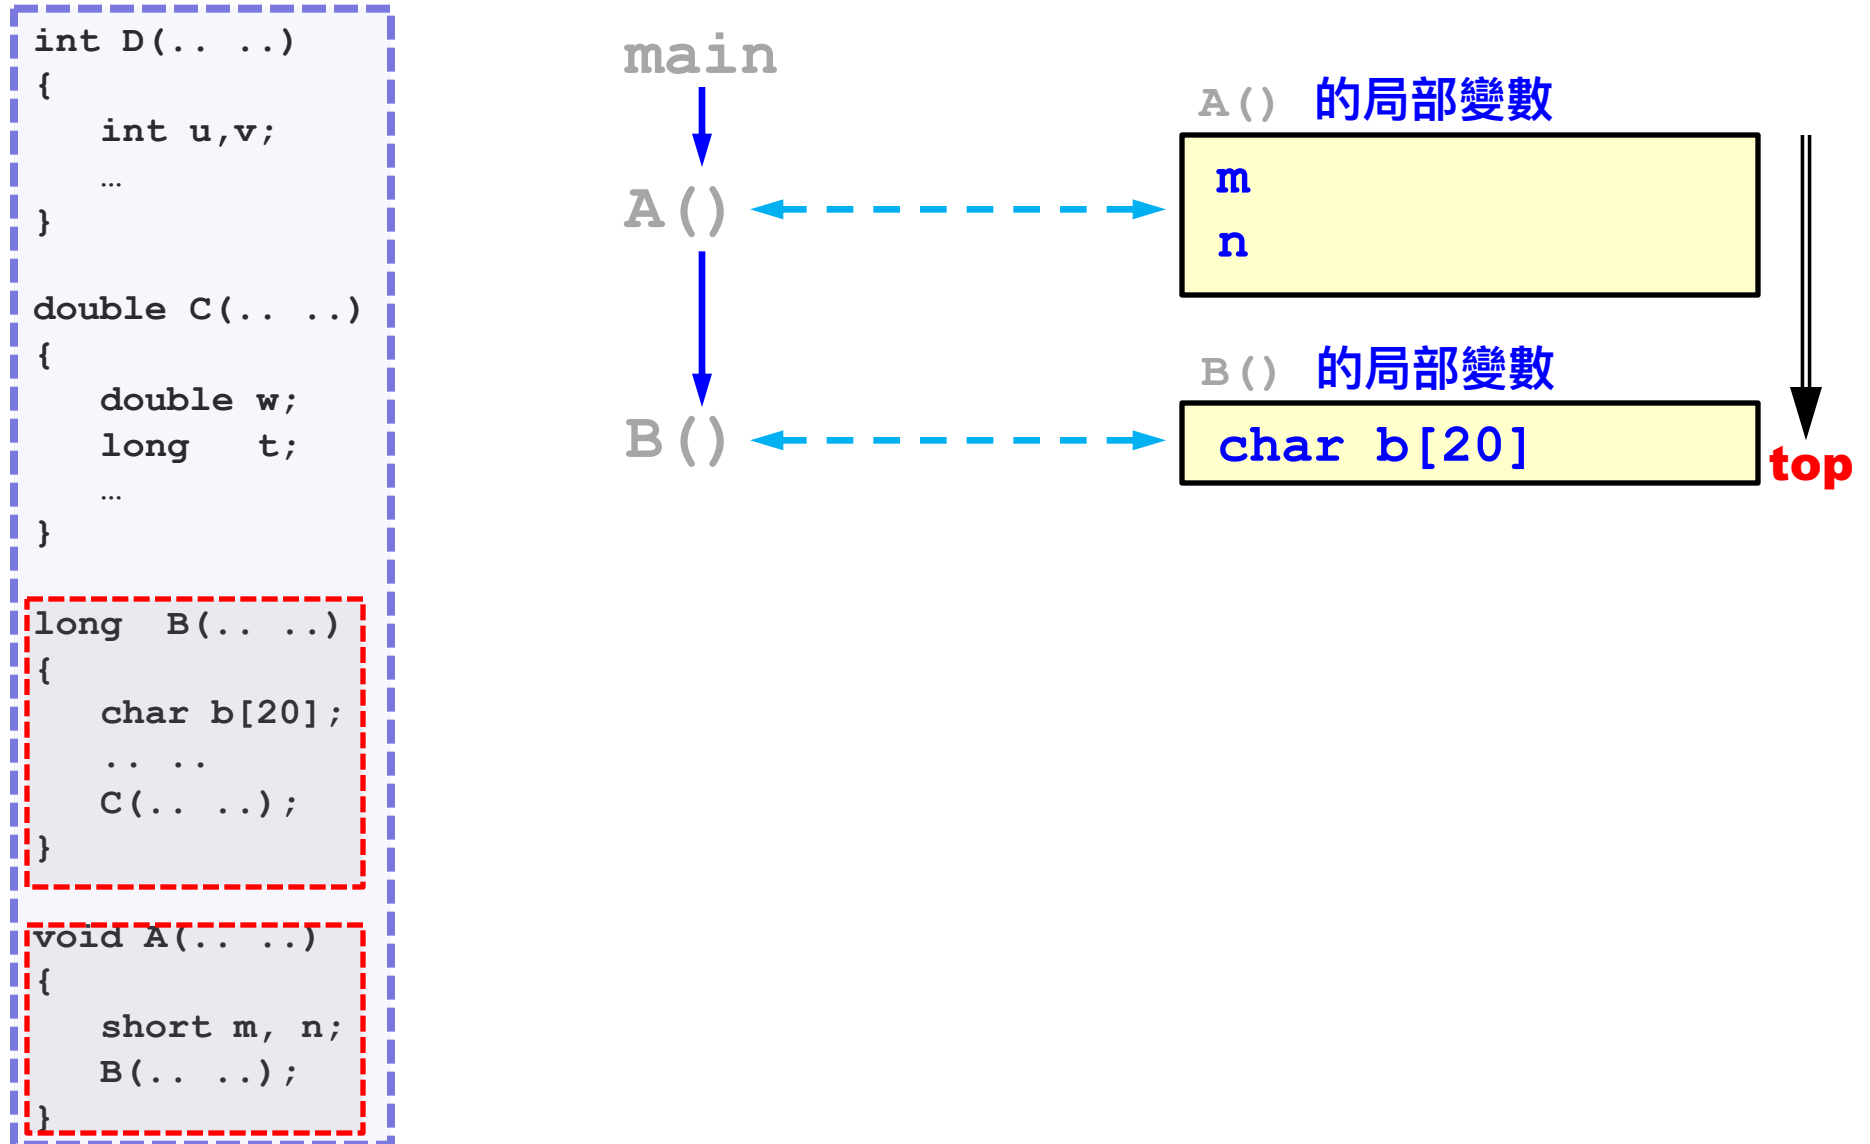 int D(.. ..)
{
int u,v;
…
}
double C(.. ..)
{
double w;
long t;
…
}
long B(.. ..)
{
char b[20];
.. ..
C(.. ..);
}
void A(.. ..)
{
short m, n;
B(.. ..);
}
main
A()
B()
A() 的局部變數
m
n
B() 的局部變數
char b[20]
top